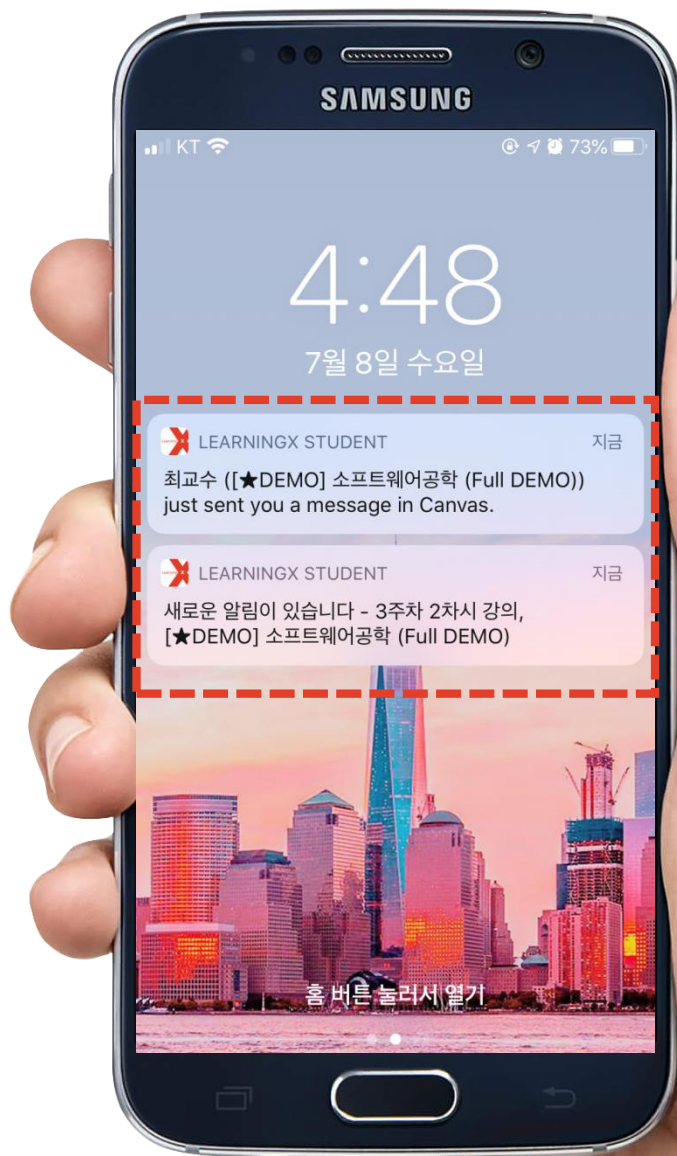 SAMSUNG
KT 73%
4:48
7월 8일 수요일
LEARNINGX STUDENT 지금
최교수 ([★DEMO] 소프트웨어공학 (Full DEMO))
just sent you a message in Canvas.
LEARNINGX STUDENT 지금
새로운 알림이 있습니다 - 3주차 2차시 강의,
[★DEMO] 소프트웨어공학 (Full DEMO)
홈 버튼 눌러서 열기